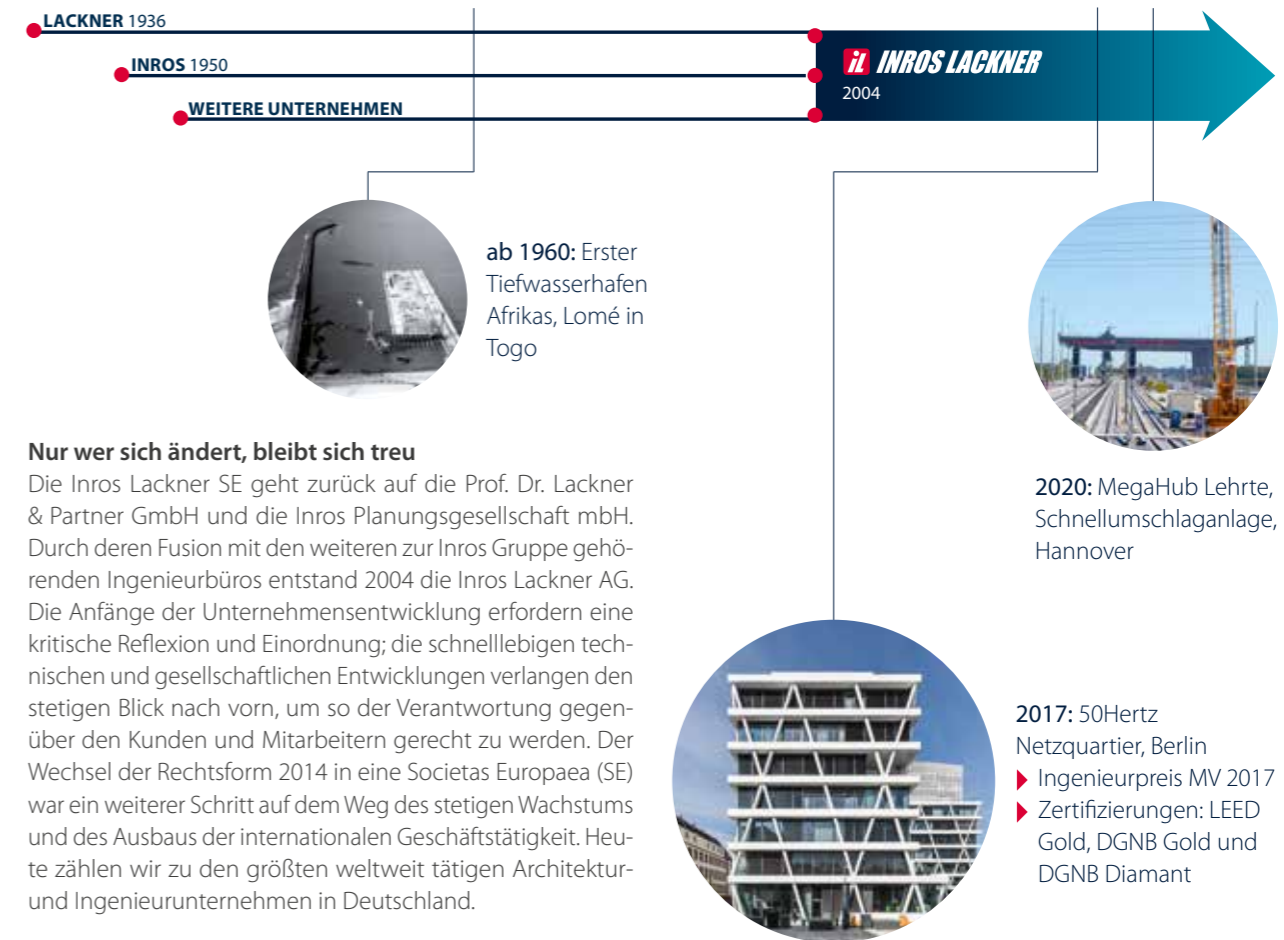 LACKNER 1936
INROS 1950
WEITERE UNTERNEHMEN
iL INROS LACKNER
2004
ab 1960: Erster
Tiefwasserhafen
Afrikas, Lomé in
Togo
Nur wer sich ändert, bleibt sich treu
Die Inros Lackner SE geht zurück auf die Prof. Dr. Lackner
& Partner GmbH und die Inros Planungsgesellschaft mbH.
Durch deren Fusion mit den weiteren zur Inros Gruppe gehö-
renden Ingenieurbüros entstand 2004 die Inros Lackner AG.
Die Anfänge der Unternehmensentwicklung erfordern eine
kritische Reflexion und Einordnung; die schnelllebigen tech-
nischen und gesellschaftlichen Entwicklungen verlangen den
stetigen Blick nach vorn, um so der Verantwortung gegen-
über den Kunden und Mitarbeitern gerecht zu werden. Der
Wechsel der Rechtsform 2014 in eine Societas Europaea (SE)
war ein weiterer Schritt auf dem Weg des stetigen Wachstums
und des Ausbaus der internationalen Geschäftstätigkeit. Heu-
te zählen wir zu den größten weltweit tätigen Architektur-
und Ingenieurunternehmen in Deutschland.
2020: MegaHub Lehrte,
Schnellumschlaganlage,
Hannover
2017: 50Hertz
Netzquartier, Berlin
Ingenieurpreis MV 2017
Zertifizierungen: LEED
Gold, DGNB Gold und
DGNB Diamant